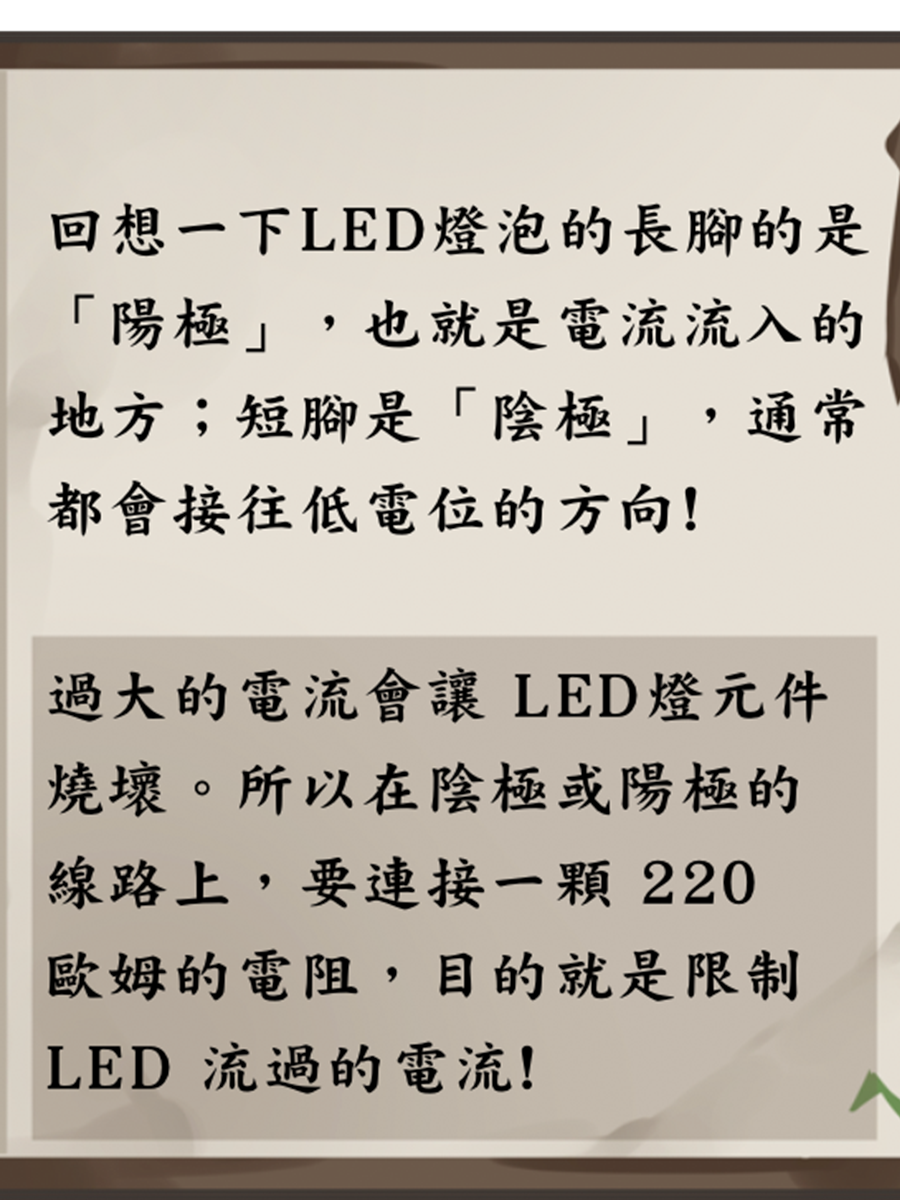 回想一下LED燈泡的長腳的是
「陽極」，也就是電流流入的
地方；短腳是「陰極」，通常
都會接往低電位的方向!
過大的電流會讓 LED燈元件
燒壞。所以在陰極或陽極的
線路上，要連接一顆 220
歐姆的電阻，目的就是限制
LED 流過的電流!